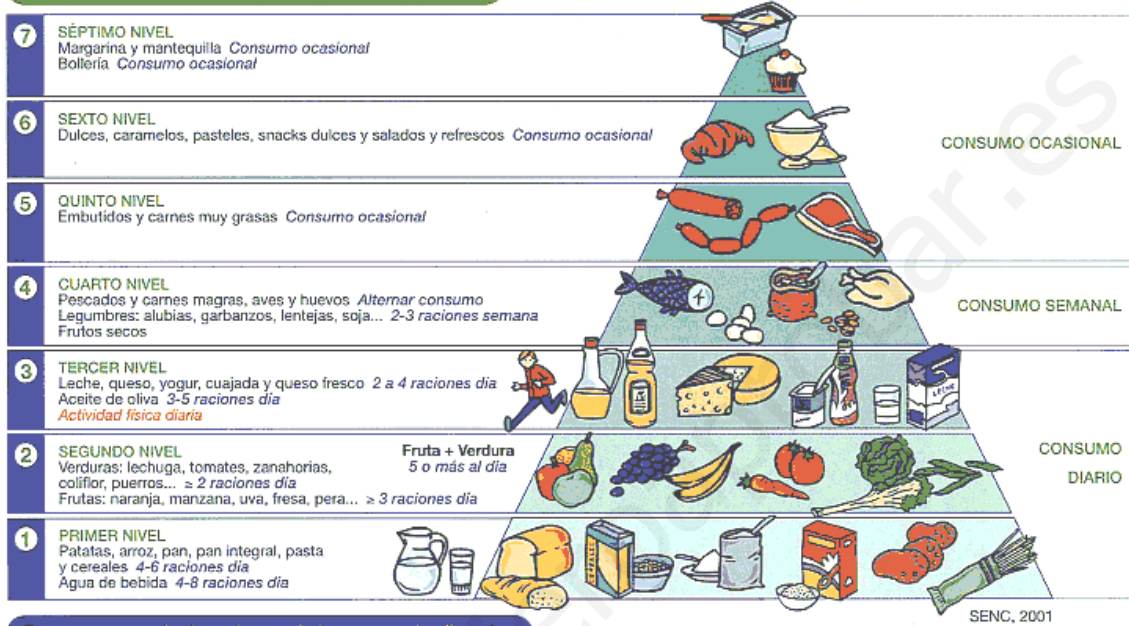 7 SÉPTIMO NIVEL
Margarina y mantequilla Consumo ocasional
Bollería Consumo ocasional
6 SEXTO NIVEL
Dulces, caramelos, pasteles, snacks dulces y salados y refrescos Consumo ocasional
CONSUMO OCASIONAL
5 QUINTO NIVEL
Embutidos y carnes muy grasas Consumo ocasional
4 CUARTO NIVEL
Pescados y carnes magras, aves y huevos Alternar consumo
Legumbres: alubias, garbanzos, lentejas, soja... 2-3 raciones semana
Frutos secos
CONSUMO SEMANAL
3 TERCER NIVEL
Leche, queso, yogur, cuajada y queso fresco 2 a 4 raciones día
Aceite de oliva 3-5 raciones día
Actividad física diaria
LECHE
2 SEGUNDO NIVEL
Verduras: lechuga, tomates, zanahorias,
coliflor, puerros... ≥ 2 raciones día
Frutas: naranja, manzana, uva, fresa, pera... ≥ 3 raciones día
Fruta + Verdura
5 o más al día
CONSUMO
DIARIO
1 PRIMER NIVEL
Patatas, arroz, pan, pan integral, pasta
y cereales 4-6 raciones día
Agua de bebida 4-8 raciones día
CEREALES
SENC, 2001